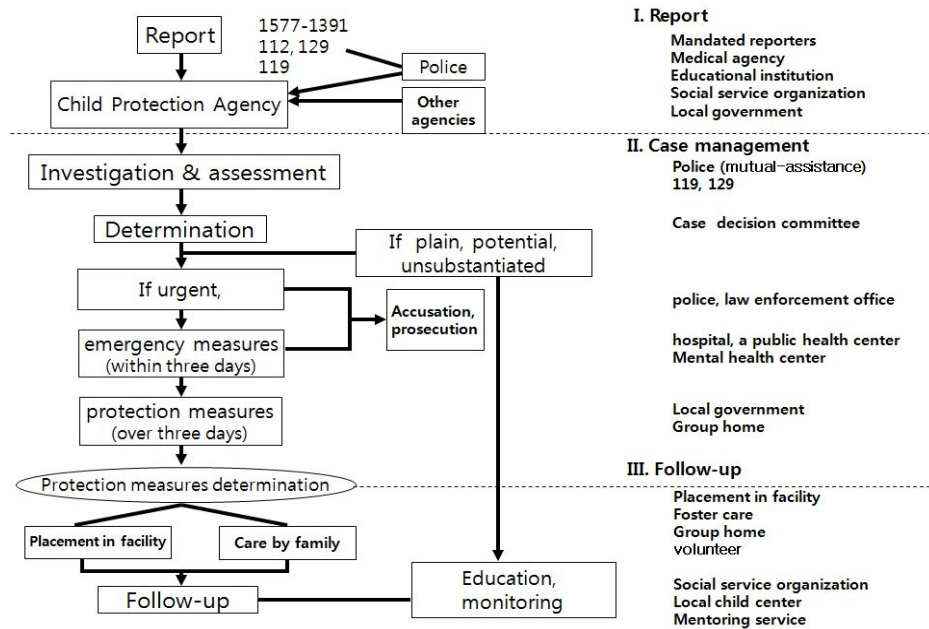 Report
1577-1391
112, 129
119
Police
Child Protection Agency
Other
agencies
Investigation & assessment
Determination
If plain, potential,
unsubstantiated
If urgent,
Accusation,
prosecution
emergency measures
(within three days)
protection measures
(over three days)
Protection measures determination
Placement in facility
Care by family
Follow-up
Education,
monitoring
I. Report
Mandated reporters
Medical agency
Educational institution
Social service organization
Local government
II. Case management
Police (mutual-assistance)
119, 129
Case decision committee
police, law enforcement office
hospital, a public health center
Mental health center
Local government
Group home
III. Follow-up
Placement in facility
Foster care
Group home
volunteer
Social service organization
Local child center
Mentoring service